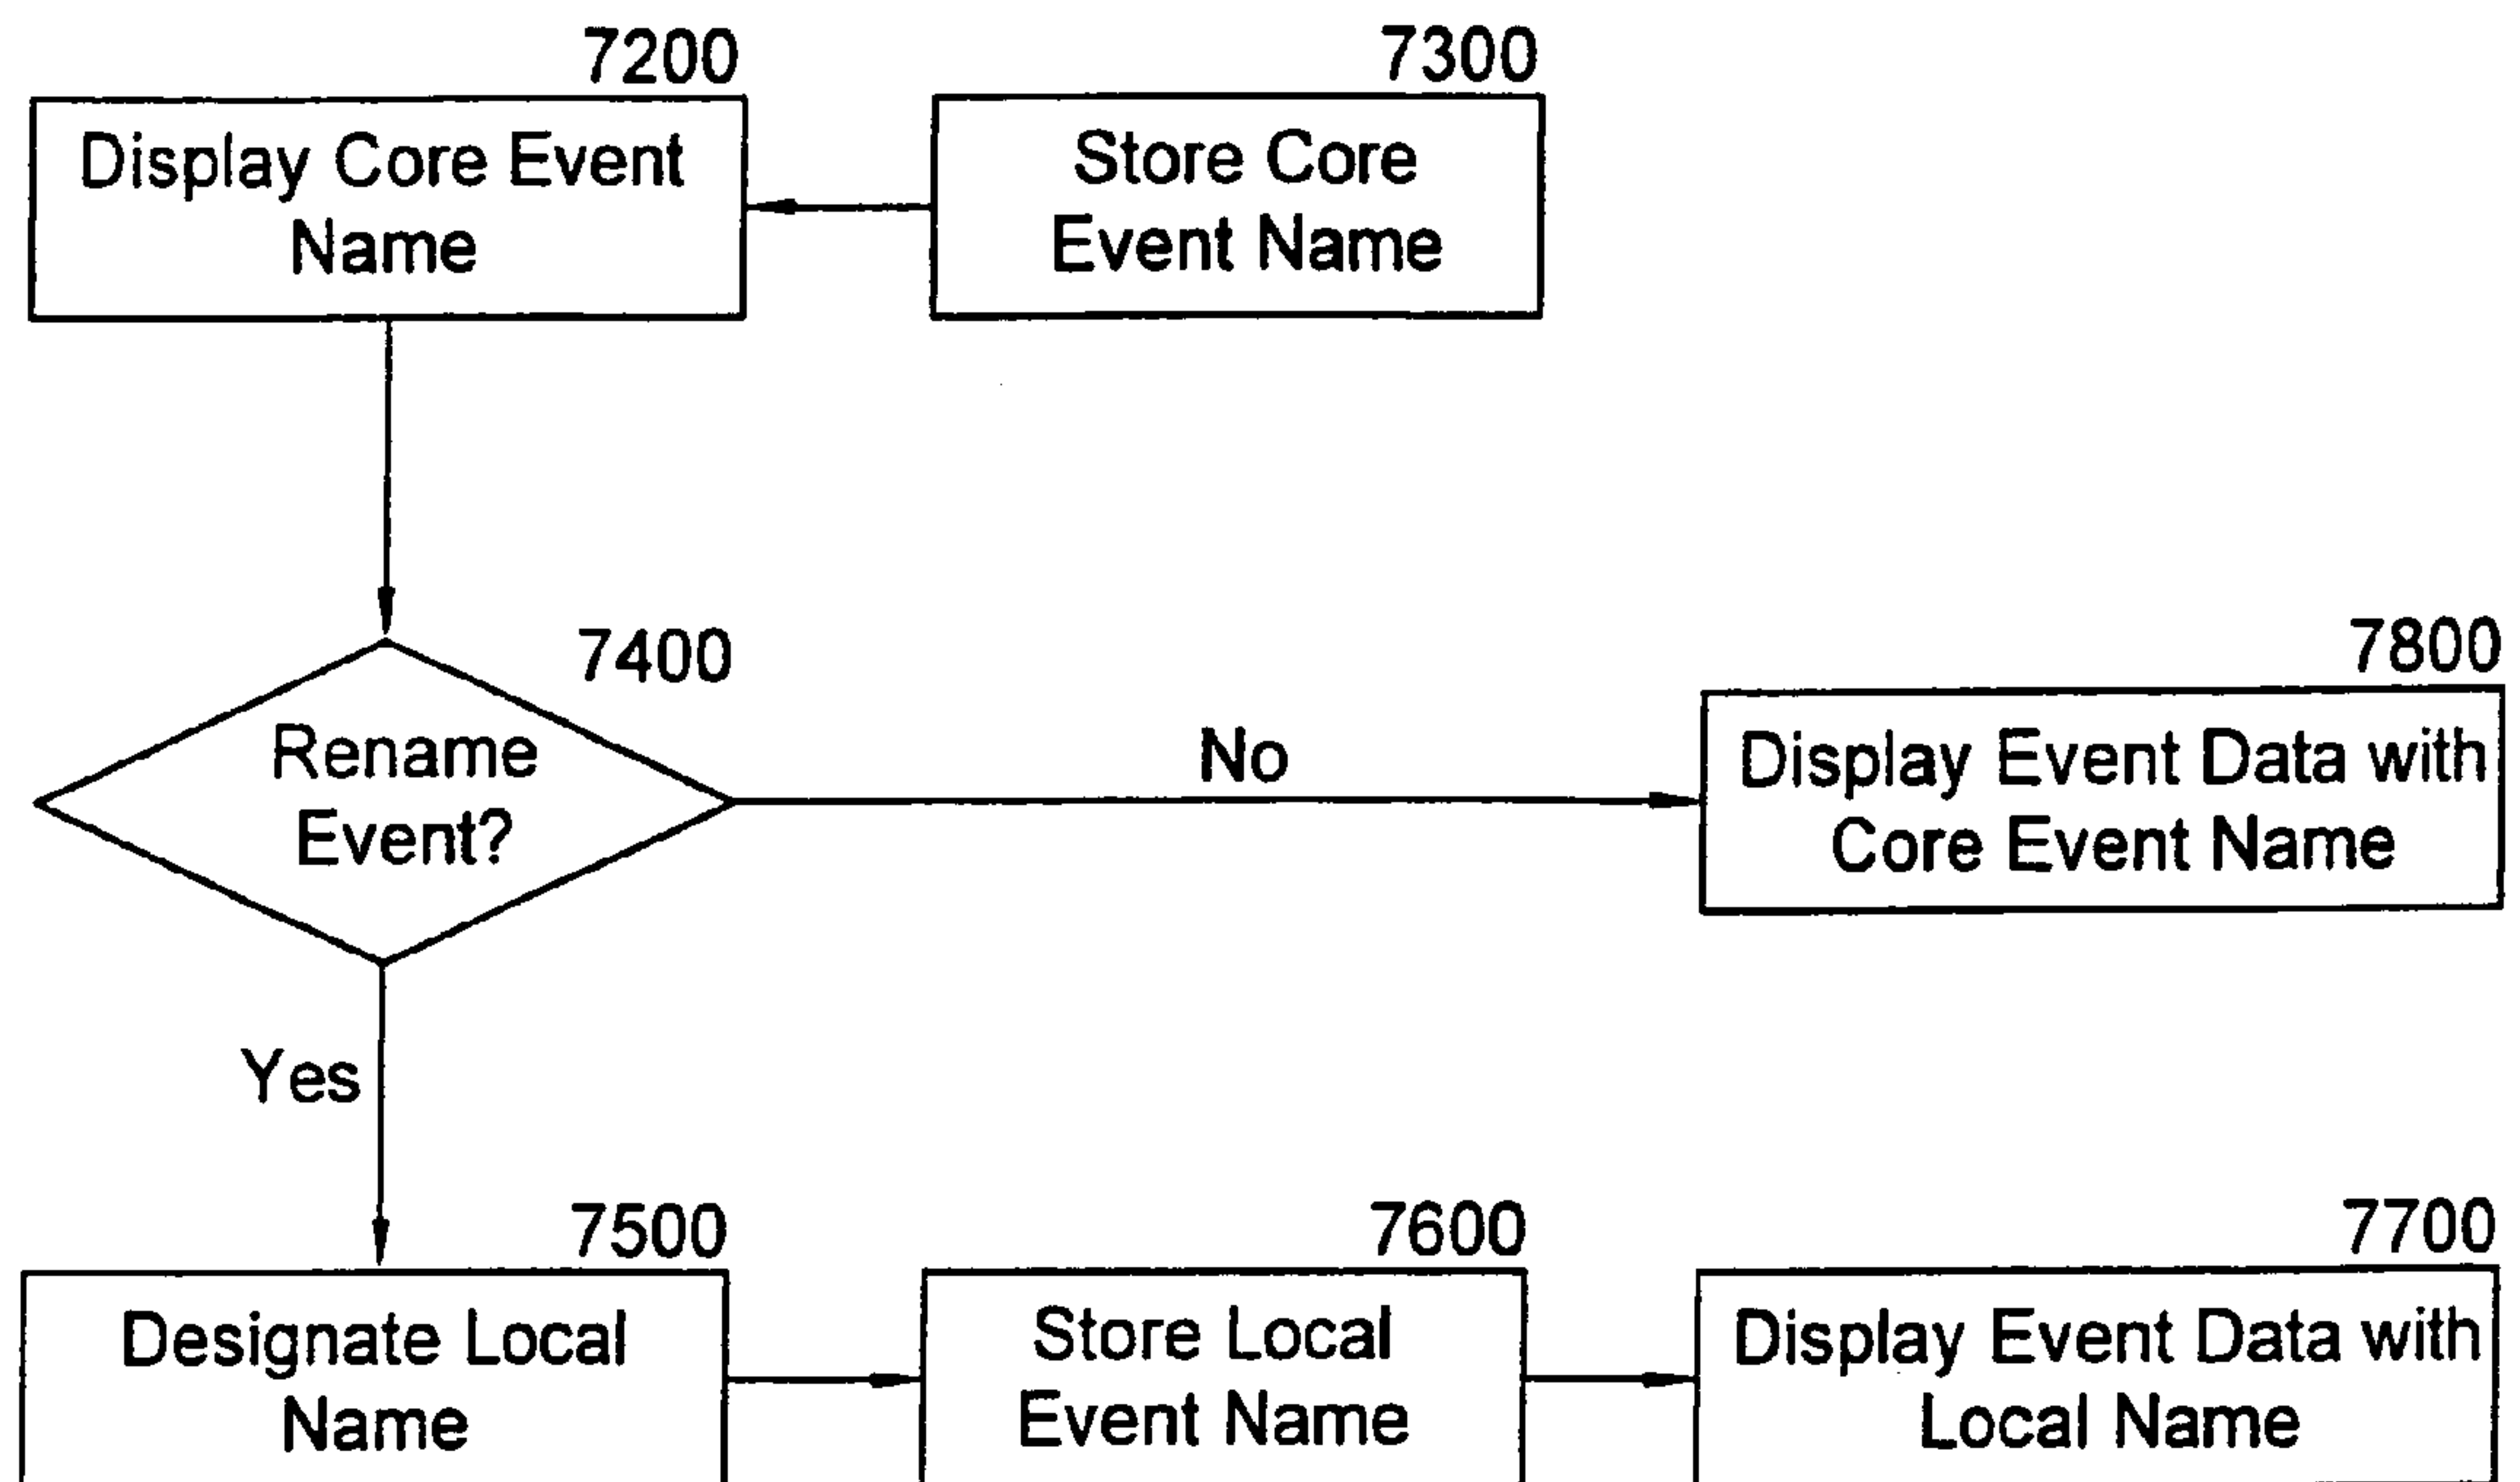 7200
Display Core Event
Name
7300
Store Core
Event Name
7400
Rename
Event?
No
7800
Display Event Data with
Core Event Name
Yes
7500
Designate Local
Name
7600
Store Local
Event Name
7700
Display Event Data with
Local Name